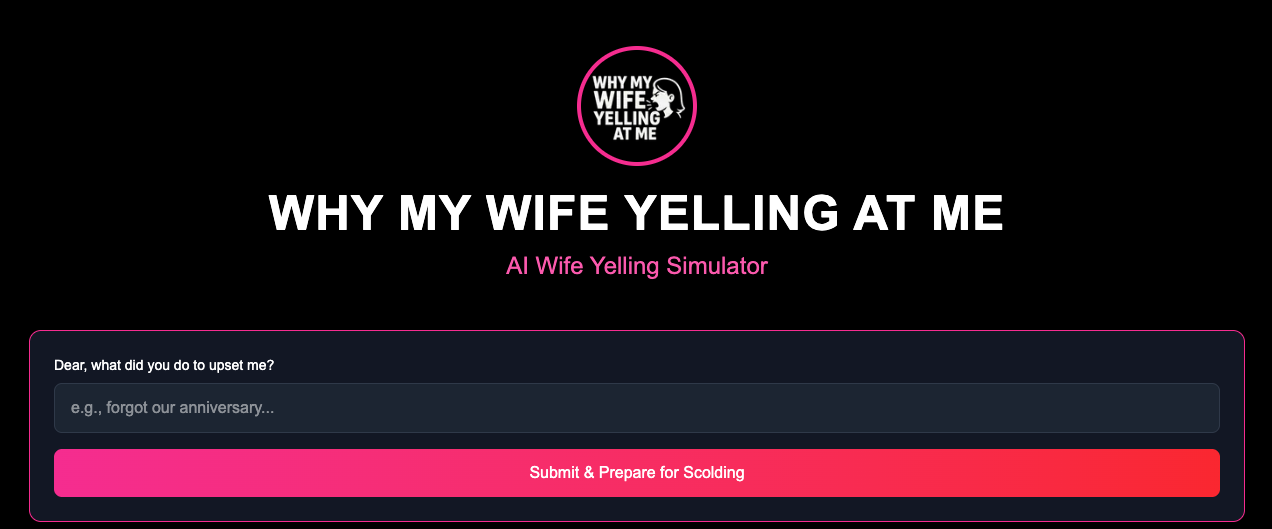 WHY MY
WIFE
YELLING
AT ME
WHY MY WIFE YELLING AT ME
AI Wife Yelling Simulator
Dear, what did you do to upset me?
e.g., forgot our anniversary...
Submit & Prepare for Scolding